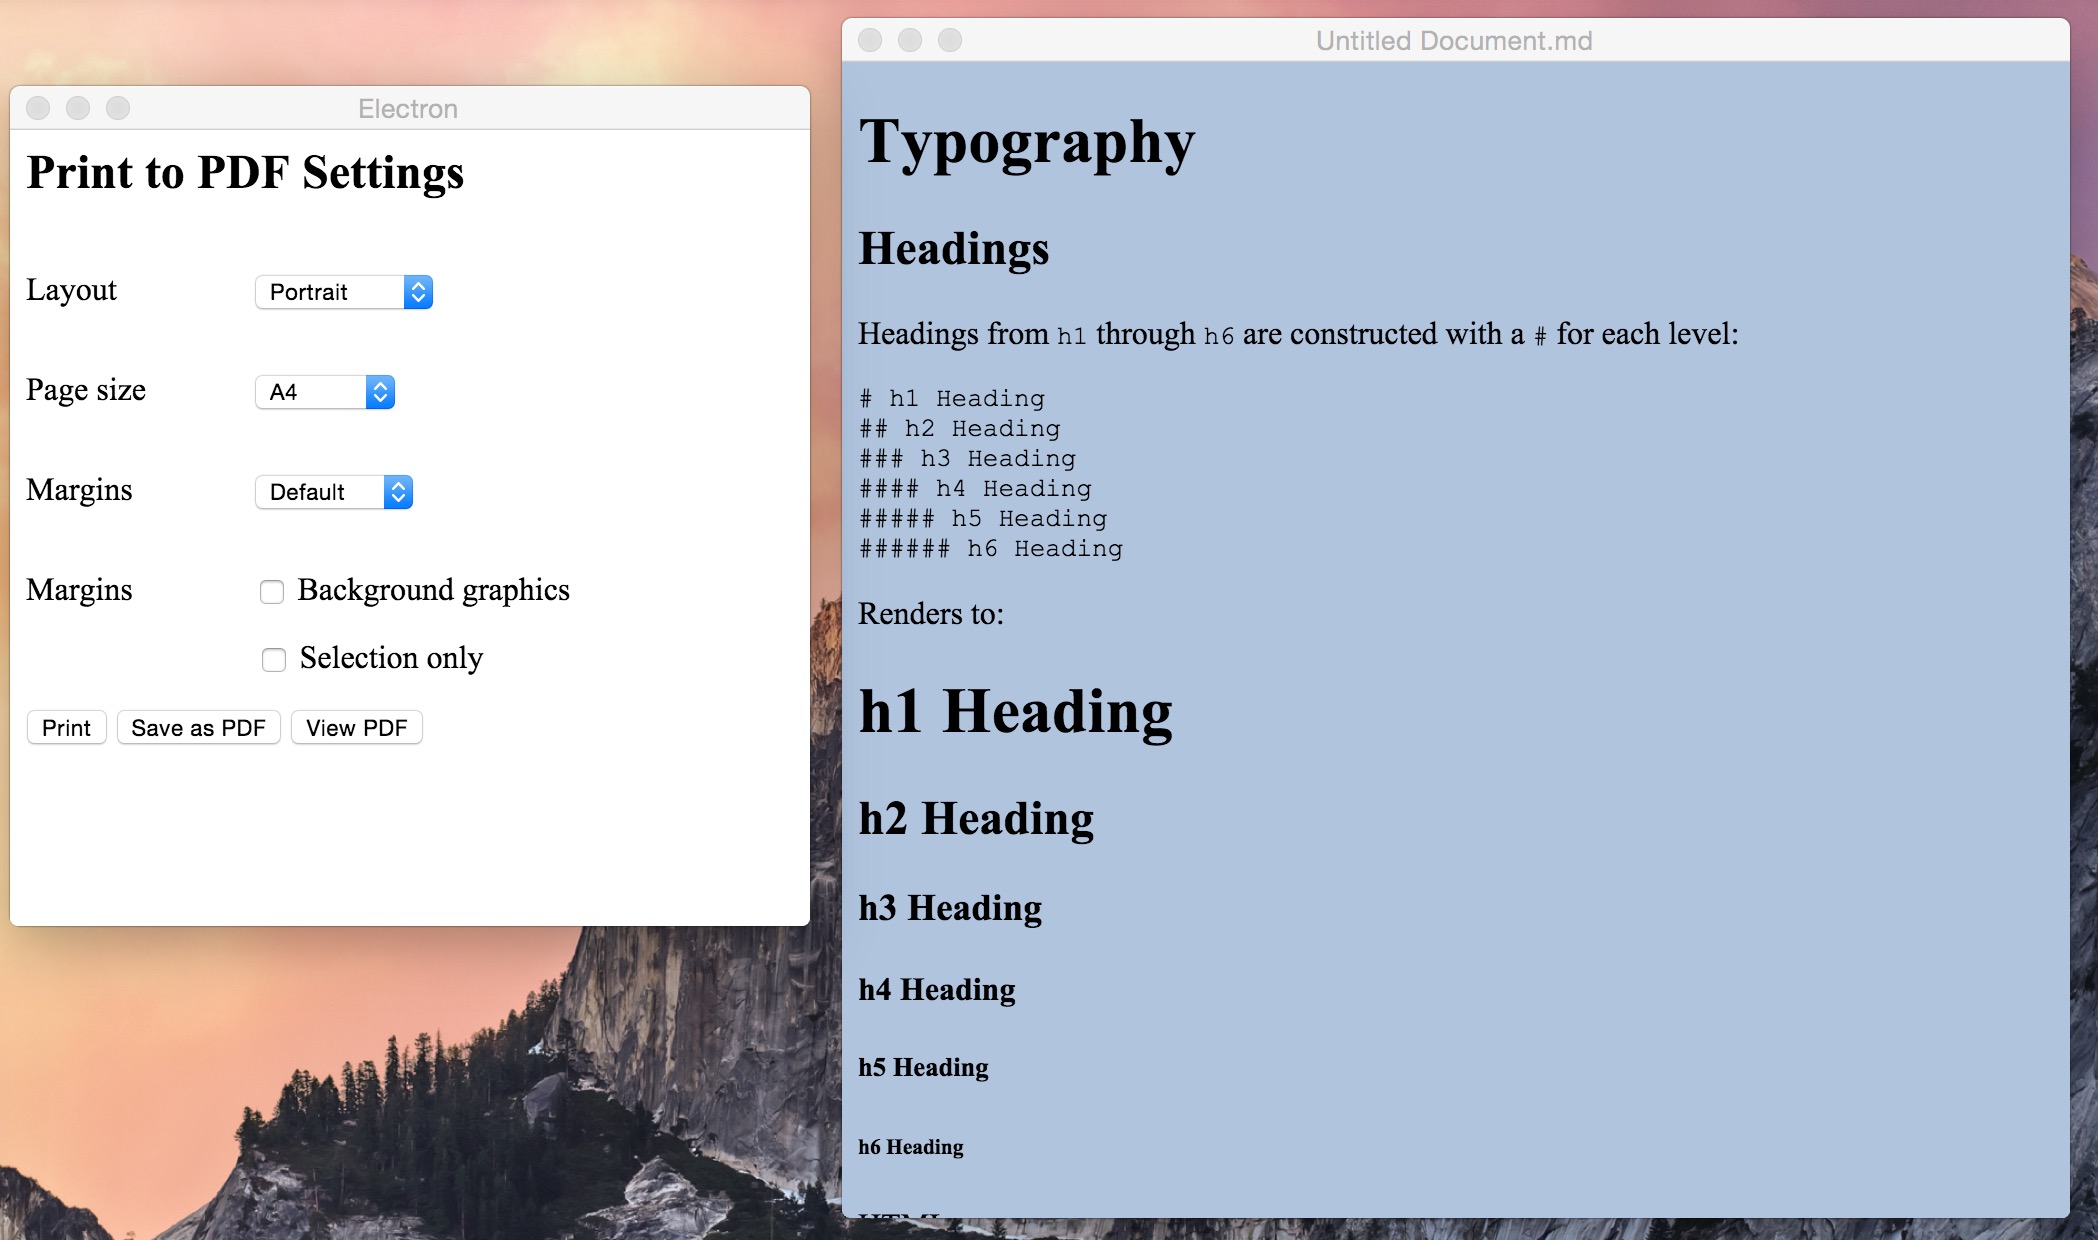 Electron
Print to PDF Settings
Layout
Portrait
Page size
A4
Margins
Default
Margins
Background graphics
Selection only
Print
Save as PDF
View PDF
Untitled Document.md
Typography
Headings
Headings from h1 through h6 are constructed with a # for each level:
# h1 Heading
## h2 Heading
### h3 Heading
#### h4 Heading
##### h5 Heading
###### h6 Heading
Renders to:
h1 Heading
h2 Heading
h3 Heading
h4 Heading
h5 Heading
h6 Heading